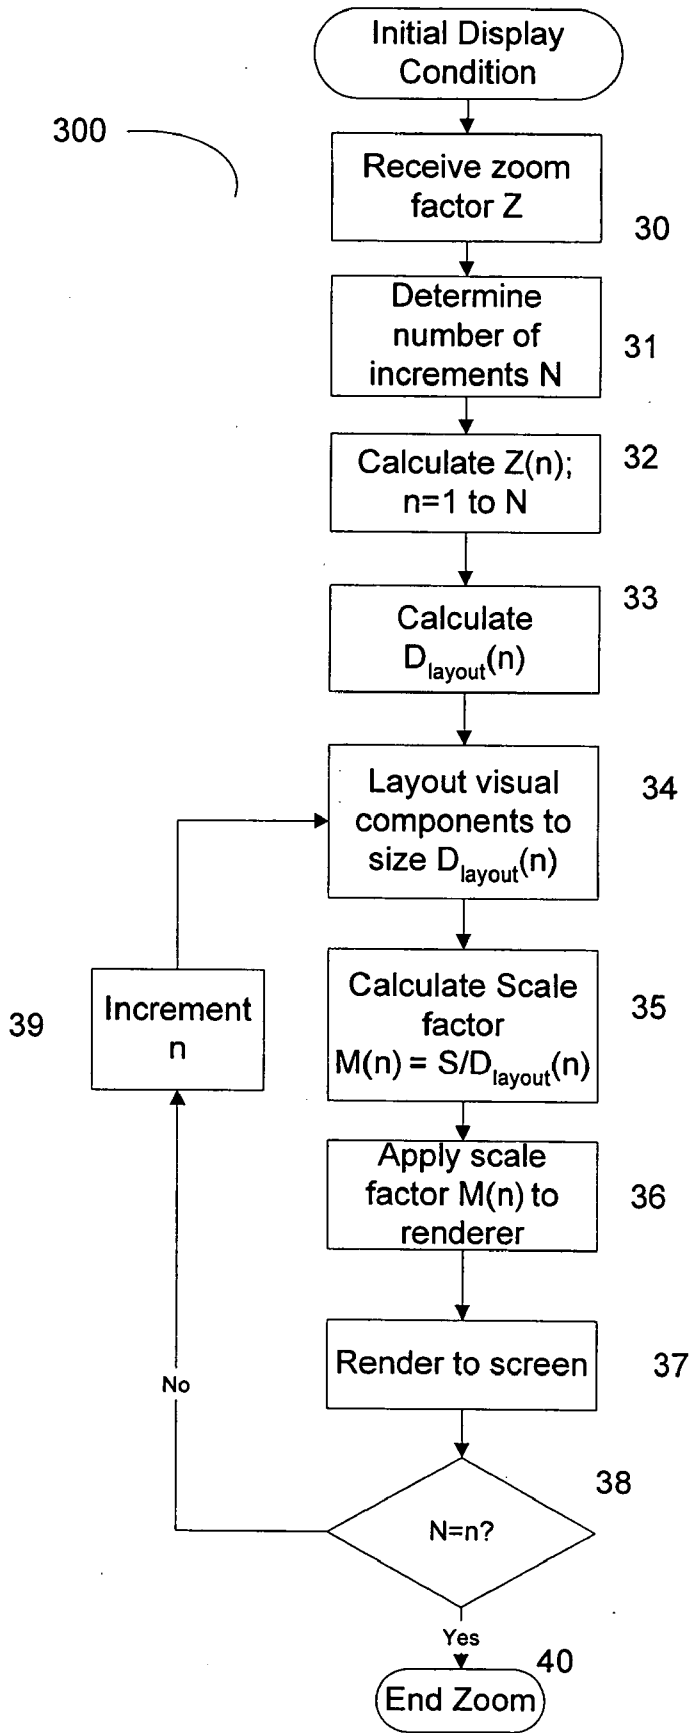 Initial Display
Condition
300
Receive zoom
factor Z
30
Determine
number of
increments N
31
Calculate Z(n);
n=1 to N
32
Calculate
D_layout(n)
33
Layout visual
components to
size D_layout(n)
34
Calculate Scale
factor
M(n) = S/D_layout(n)
35
Increment
n
39
Apply scale
factor M(n) to
renderer
36
Render to screen
37
No
N=n?
38
Yes
End Zoom
40